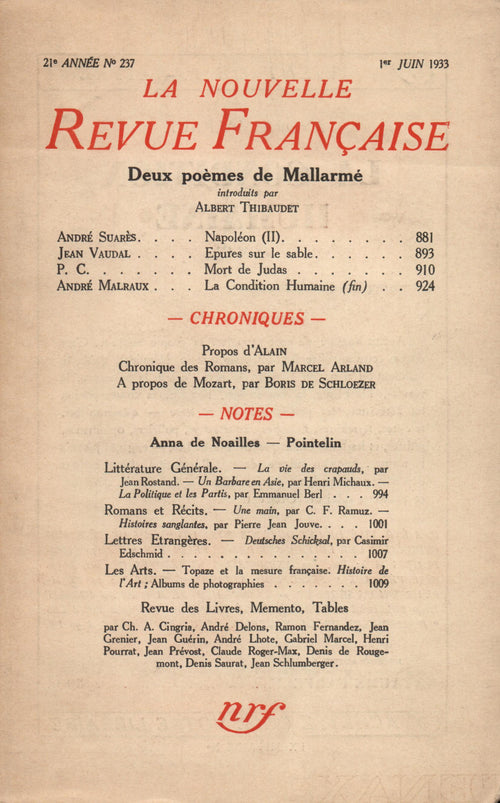 21e ANNÉE No 237 1er JUIN 1933
LA NOUVELLE
REVUE FRANÇAISE
Deux poèmes de Mallarmé
introduits par
ALBERT THIBAUDET
ANDRÉ SUARÈS. . . . Napoléon (II). . . . . . . . 881
JEAN VAUDAL . . . . Epures sur le sable. . . . . . 893
P. C. . . . . . . . Mort de Judas . . . . . . . 910
ANDRÉ MALRAUX . . . La Condition Humaine (fin) . . 924
— CHRONIQUES —
Propos d'ALAIN
Chronique des Romans, par MARCEL ARLAND
A propos de Mozart, par BORIS DE SCHLOEZER
— NOTES —
Anna de Noailles — Pointelin
Littérature Générale. — La vie des crapauds, par
Jean Rostand. — Un Barbare en Asie, par Henri Michaux. —
La Politique et les Partis, par Emmanuel Berl . . . 994
Romans et Récits. — Une main, par C. F. Ramuz. —
Histoires sanglantes, par Pierre Jean Jouve. . . . 1001
Lettres Etrangères. — Deutsches Schicksal, par Casimir
Edschmid . . . . . . . . . . . . . . . 1007
Les Arts. — Topaze et la mesure française. Histoire de
l'Art ; Albums de photographies . . . . . . . 1009
Revue des Livres, Memento, Tables
par Ch. A. Cingria, André Delons, Ramon Fernandez, Jean
Grenier, Jean Guérin, André Lhote, Gabriel Marcel, Henri
Pourrat, Jean Prévost, Claude Roger-Max, Denis de Rouge-
mont, Denis Saurat, Jean Schlumberger.
nrf